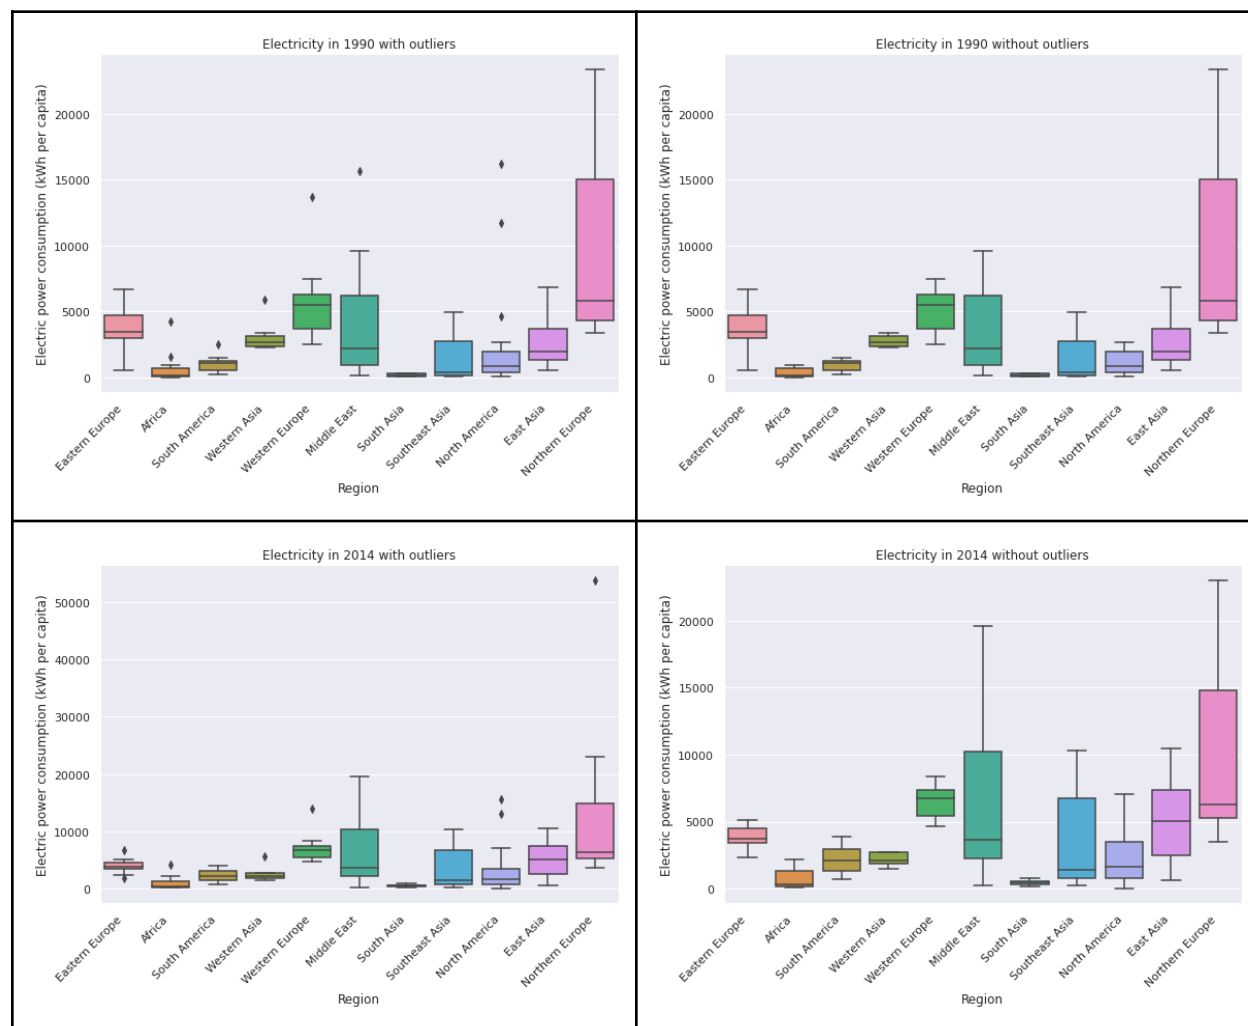 Electricity in 1990 with outliers
Electric power consumption (kWh per capita)
20000
15000
10000
5000
0
Eastern Europe
Africa
South America
Western Asia
Western Europe
Middle East
South Asia
Southeast Asia
North America
East Asia
Northern Europe
Region
Electricity in 1990 without outliers
Electric power consumption (kWh per capita)
20000
15000
10000
5000
0
Eastern Europe
Africa
South America
Western Asia
Western Europe
Middle East
South Asia
Southeast Asia
North America
East Asia
Northern Europe
Region
Electricity in 2014 with outliers
Electric power consumption (kWh per capita)
50000
40000
30000
20000
10000
0
Eastern Europe
Africa
South America
Western Asia
Western Europe
Middle East
South Asia
Southeast Asia
North America
East Asia
Northern Europe
Region
Electricity in 2014 without outliers
Electric power consumption (kWh per capita)
20000
15000
10000
5000
0
Eastern Europe
Africa
South America
Western Asia
Western Europe
Middle East
South Asia
Southeast Asia
North America
East Asia
Northern Europe
Region